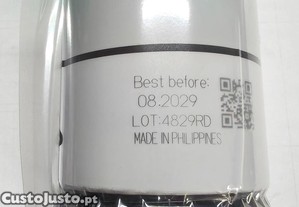 Best before:
08.2029
LOT:4829RD
MADE IN PHILIPPINES
CustoJusto.pt